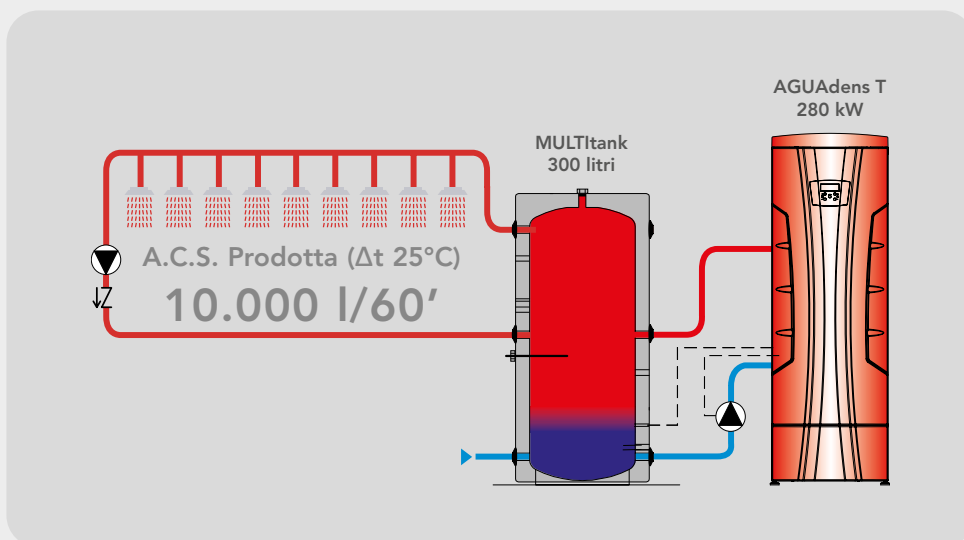 AGUAdens T
280 kW
MULTItank
300 litri
A.C.S. Prodotta (Δt 25°C)
10.000 l/60’